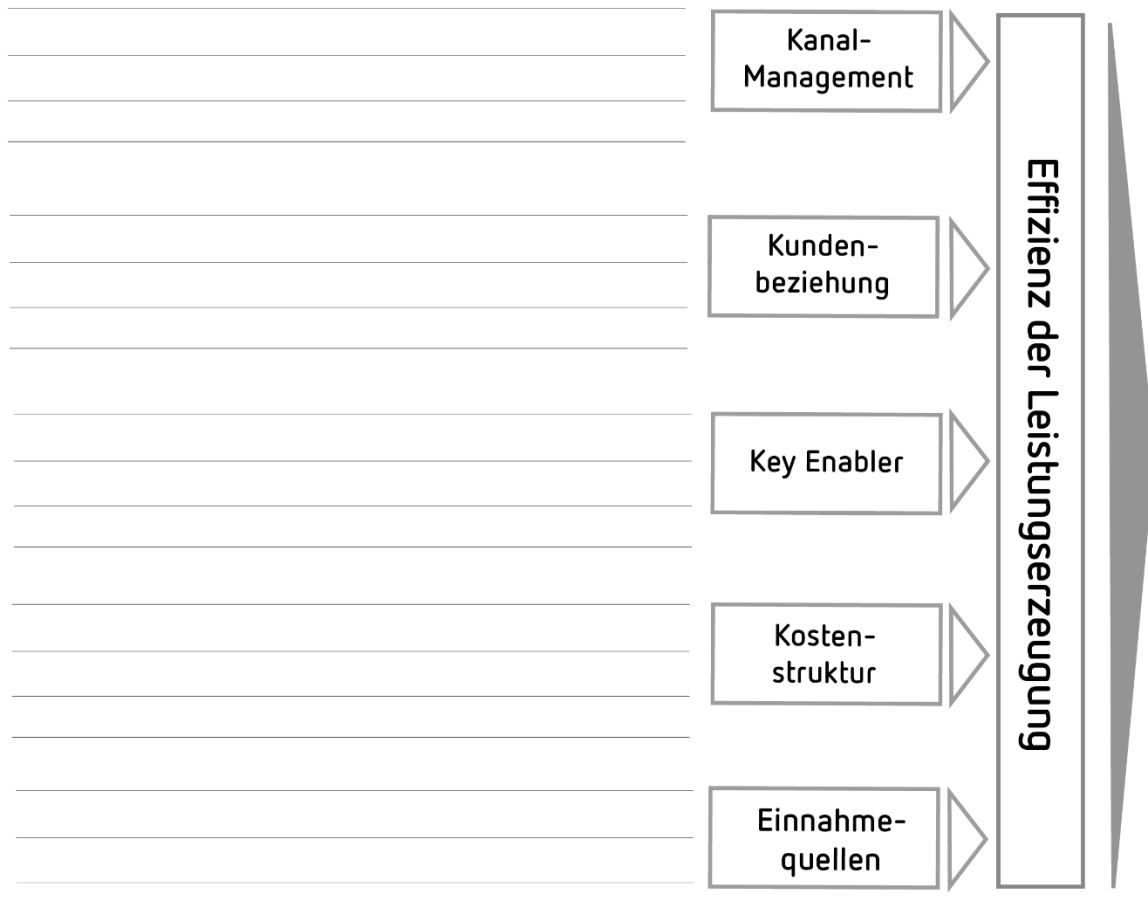 Kanal-
Management
Kunden-
beziehung
Key Enabler
Kosten-
struktur
Einnahme-
quellen
Effizienz der Leistungserzeugung